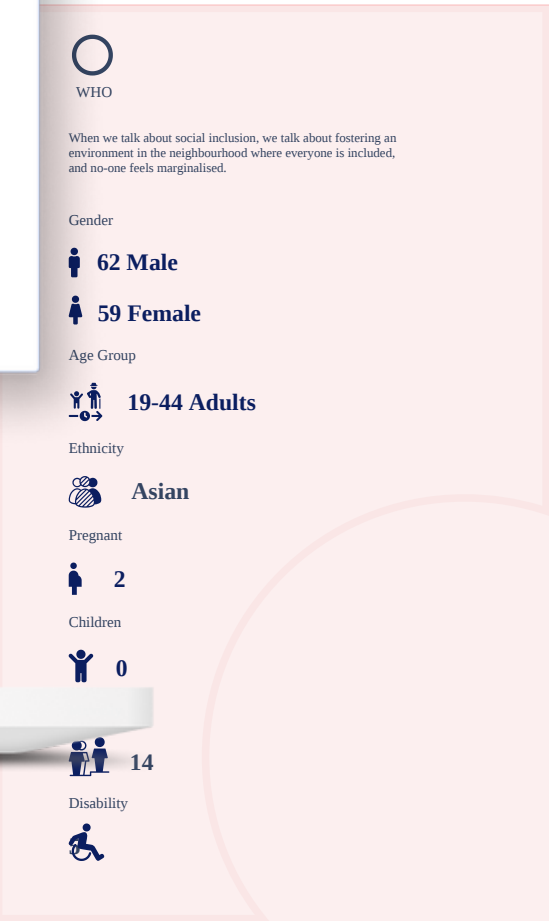 WHO
When we talk about social inclusion, we talk about fostering an
environment in the neighbourhood where everyone is included,
and no-one feels marginalised.
Gender
62 Male
59 Female
Age Group
19-44 Adults
Ethnicity
Asian
Pregnant
2
Children
0
14
Disability